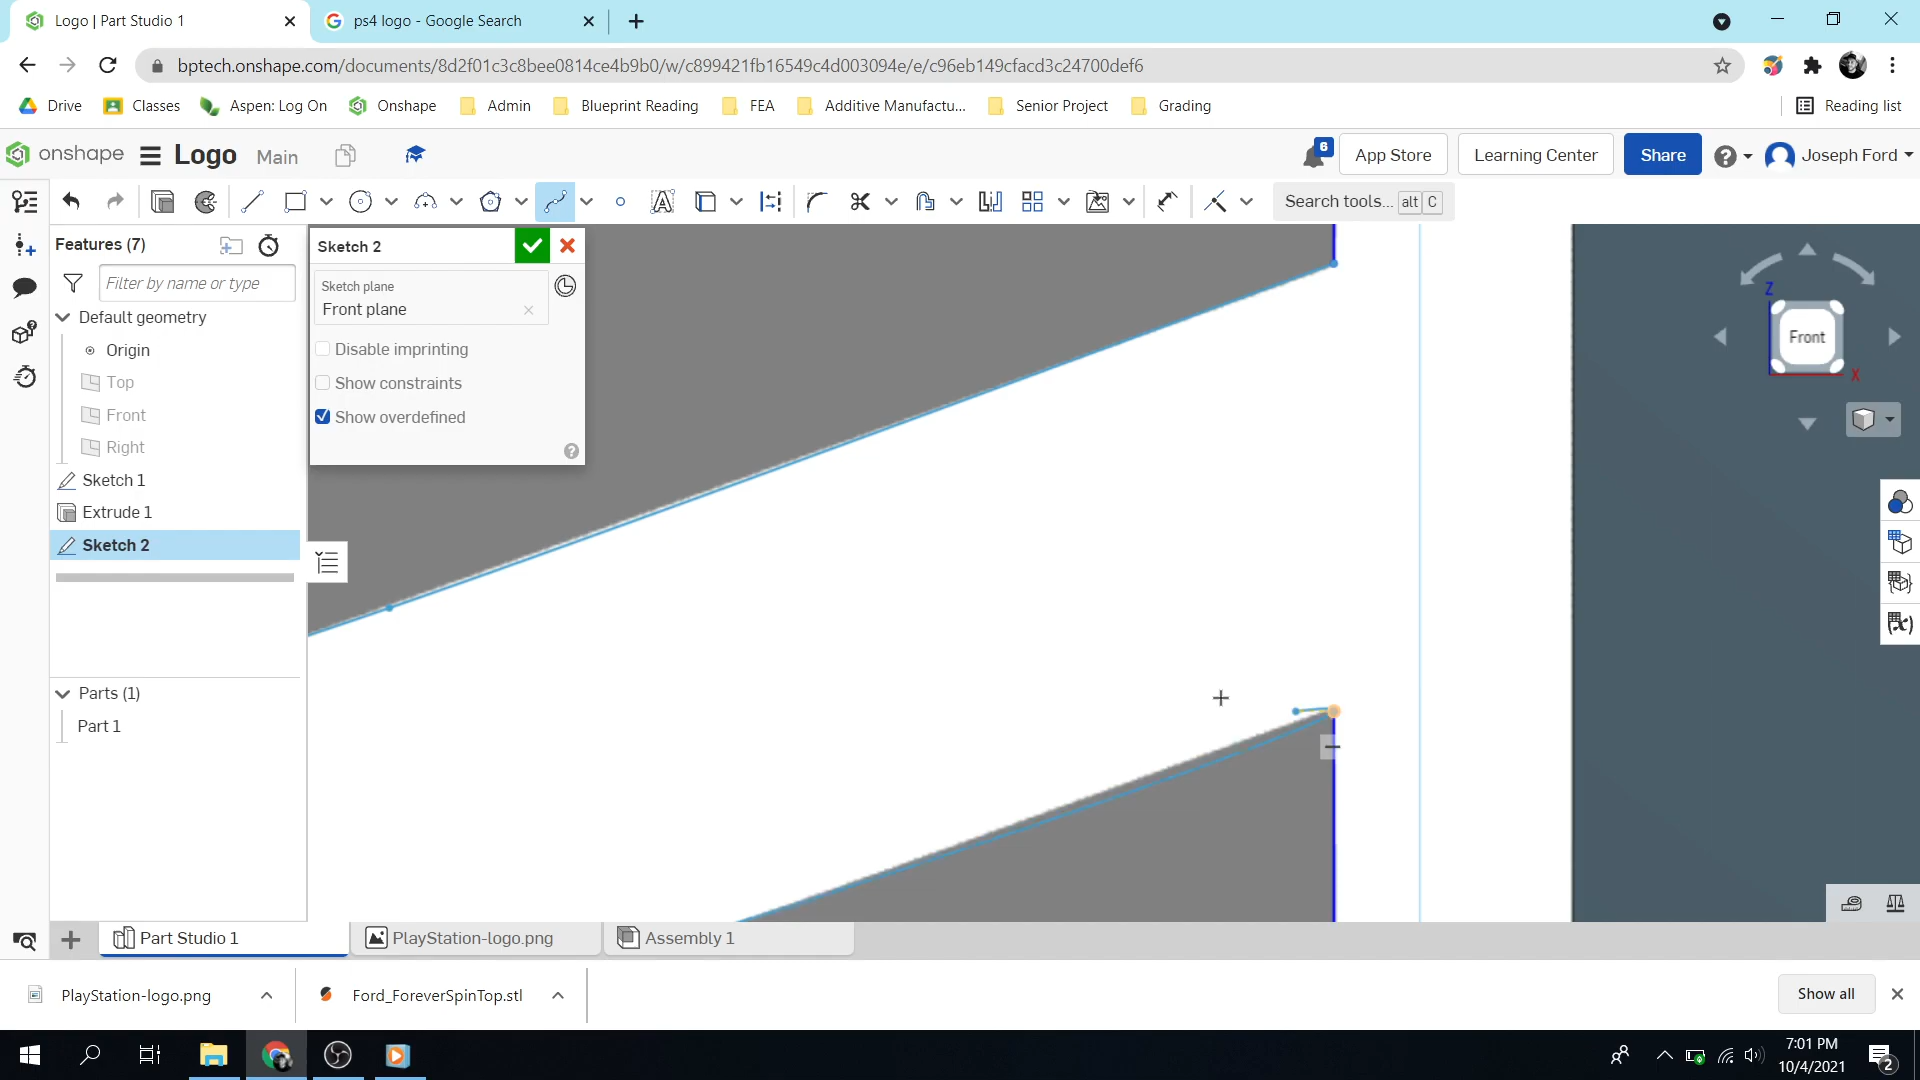 Logo | Part Studio 1
ps4 logo - Google Search
bptech.onshape.com/documents/8d2f01c3c8bee0814ce4b9b0/w/c899421fb16549c4d003094e/e/c96eb149cfacd3c24700def6
Drive
Classes
Aspen: Log On
Onshape
Admin
Blueprint Reading
FEA
Additive Manufactu...
Senior Project
Grading
Reading list
onshape
Logo
Main
6
App Store
Learning Center
Share
Joseph Ford
Search tools... alt C
Features (7)
Filter by name or type
Default geometry
Origin
Top
Front
Right
Sketch 1
Extrude 1
Sketch 2
Parts (1)
Part 1
Sketch 2
Sketch plane
Front plane
Disable imprinting
Show constraints
Show overdefined
Z
Front
X
Part Studio 1
PlayStation-logo.png
Assembly 1
PlayStation-logo.png
Ford_ForeverSpinTop.stl
Show all
7:01 PM
10/4/2021
2